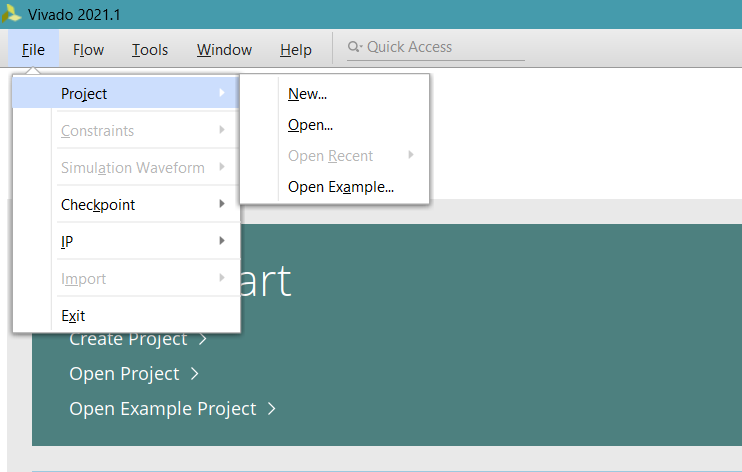 Vivado 2021.1
File Flow Tools Window Help Quick Access
Project
Constraints
Simulation Waveform
Checkpoint
IP
Import
Exit
New...
Open...
Open Recent
Open Example...
art
Create Project
Open Project
Open Example Project